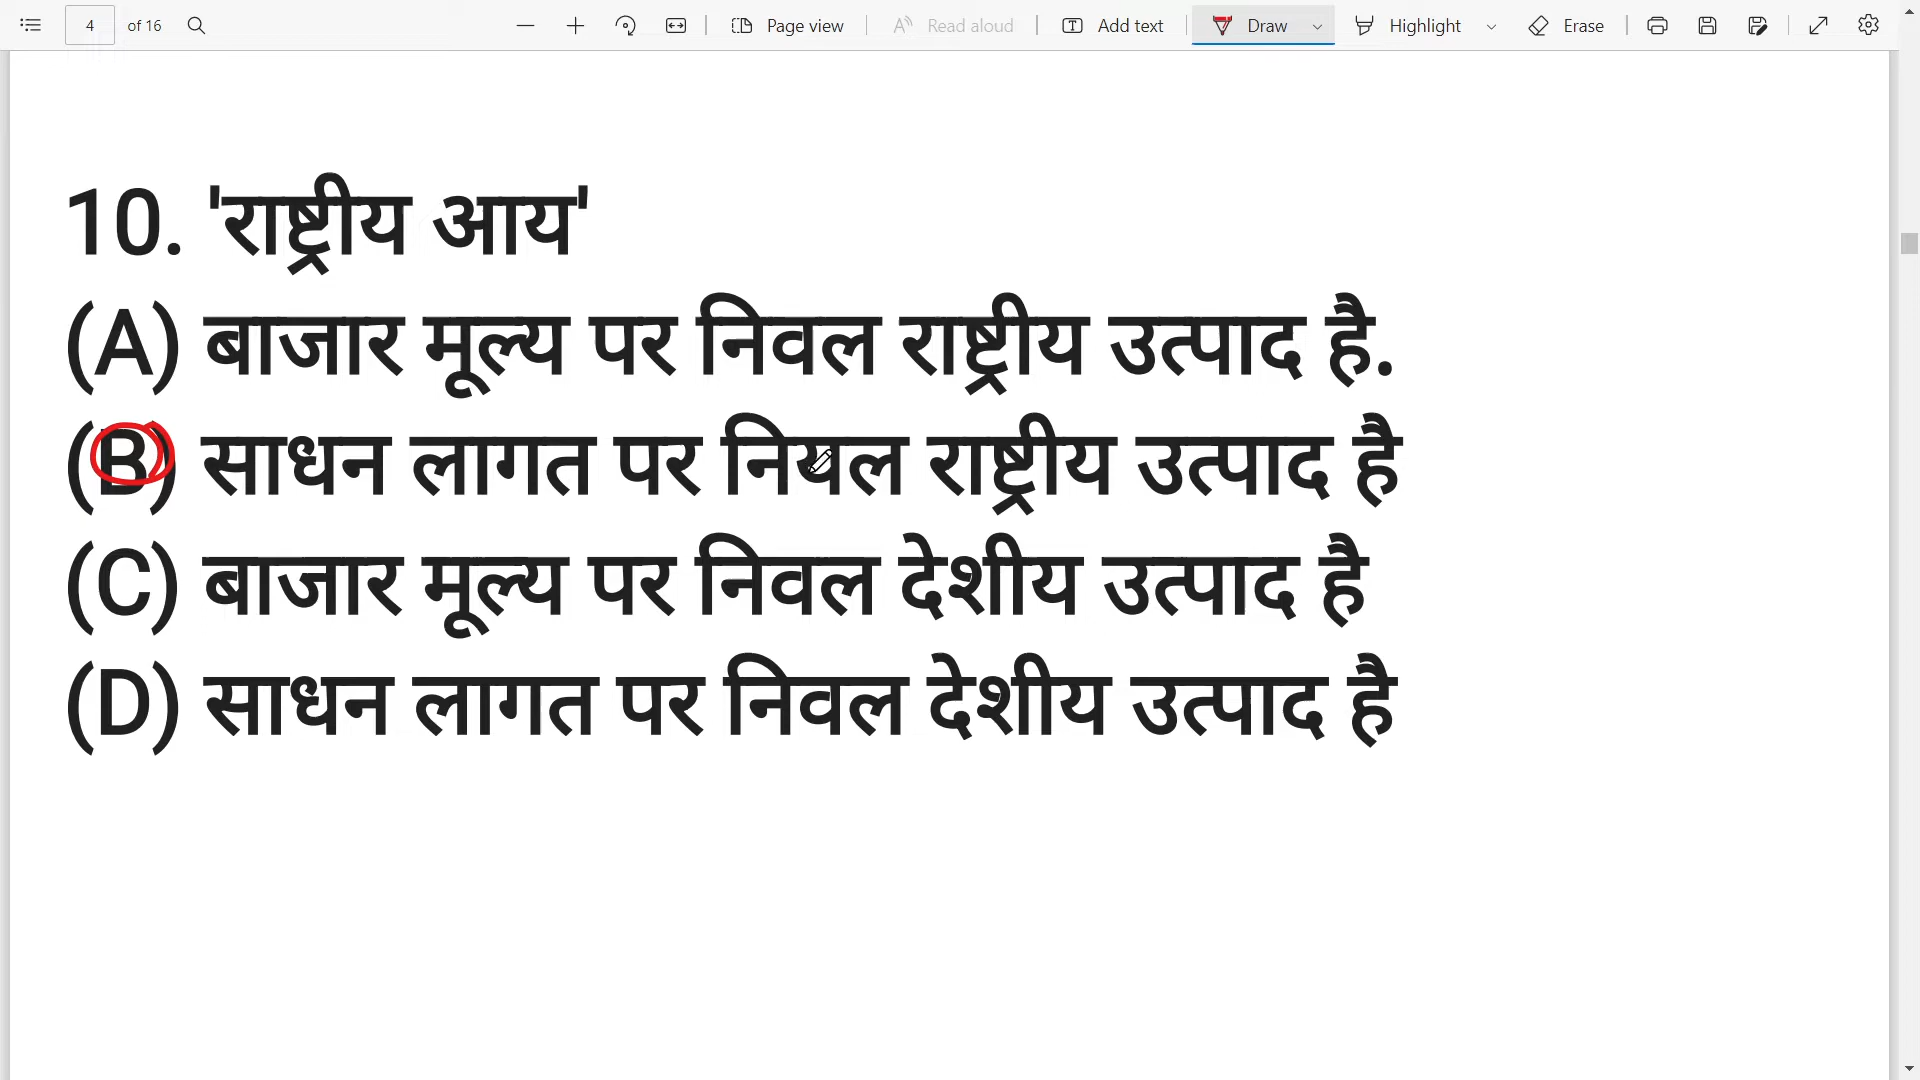 4 of 16 Page view Read aloud Add text Draw Highlight Erase
10. 'राष्ट्रीय आय'
(A) बाजार मूल्य पर निवल राष्ट्रीय उत्पाद है.
(B) साधन लागत पर नियल राष्ट्रीय उत्पाद है
(C) बाजार मूल्य पर निवल देशीय उत्पाद है
(D) साधन लागत पर निवल देशीय उत्पाद है